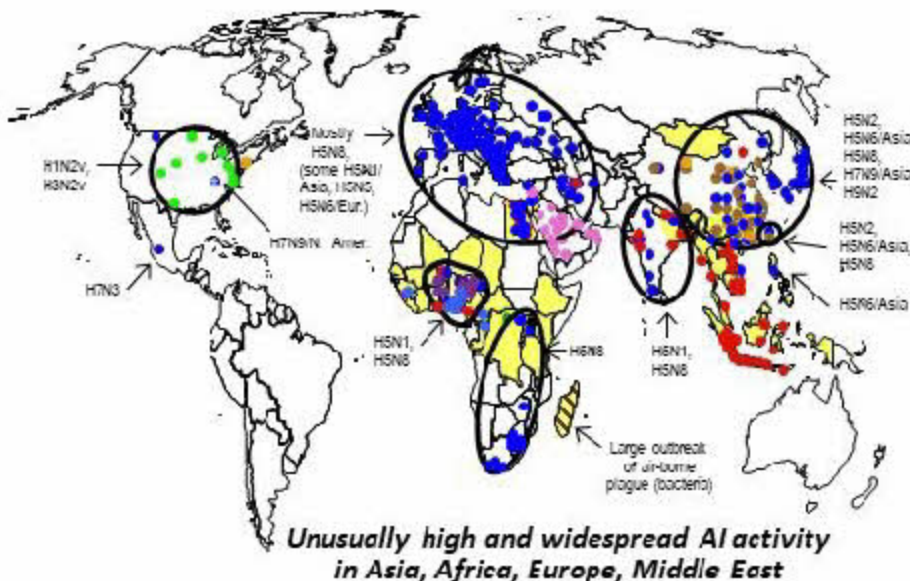 H1N2v,
H3N2v
Mostly
H5N8,
(some H5N1/
Asia, H5N5,
H5N6/Eur.)
H7N9/N. Amer.
H7N3
H5N1,
H5N8
H5N8
Large outbreak
of air-borne
plague (bacteria)
H5N1,
H5N8
H5N2,
H5N6/Asia
H5N8,
H7N9/Asia
H9N2
H5N2,
H5N6/Asia,
H5N8
H5N6/Asia
Unusually high and widespread AI activity
in Asia, Africa, Europe, Middle East